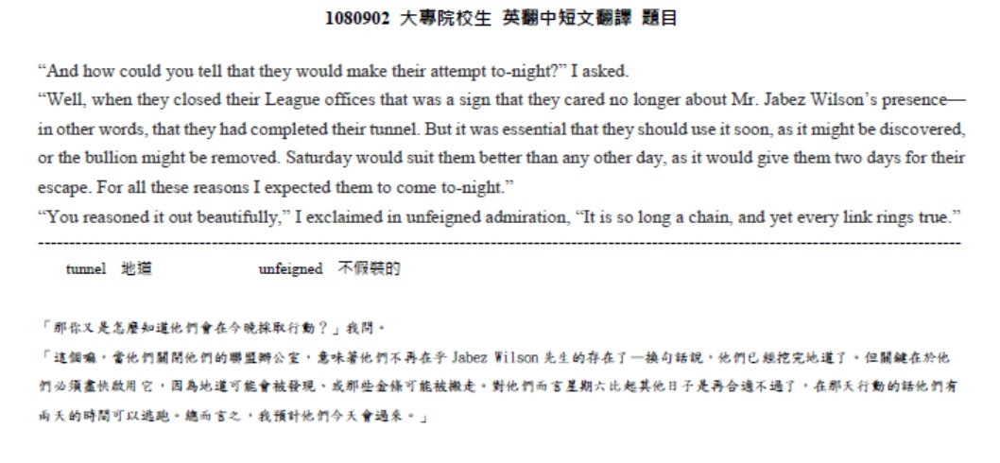 1080902 大專院校生 英翻中短文翻譯 題目
“And how could you tell that they would make their attempt to-night?” I asked.
“Well, when they closed their League offices that was a sign that they cared no longer about Mr. Jabez Wilson’s presence—
in other words, that they had completed their tunnel. But it was essential that they should use it soon, as it might be discovered,
or the bullion might be removed. Saturday would suit them better than any other day, as it would give them two days for their
escape. For all these reasons I expected them to come to-night.”
“You reasoned it out beautifully,” I exclaimed in unfeigned admiration, “It is so long a chain, and yet every link rings true.”
tunnel 地道 unfeigned 不假裝的
「那你又是怎麼知道他們會在今晚採取行動？」我問。
「這個嘛，當他們關閉他們的聯盟辦公室，意味著他們不再在乎 Jabez Wilson 先生的存在了—換句話說，他們已經挖完地道了。但關鍵在於他
們必須盡快啟用它，因為地道可能會被發現、或那些金條可能被搬走。對他們而言星期六比起其他日子是再合適不過了，在那天行動的話他們有
兩天的時間可以逃跑。總而言之，我預計他們今天會過來。」